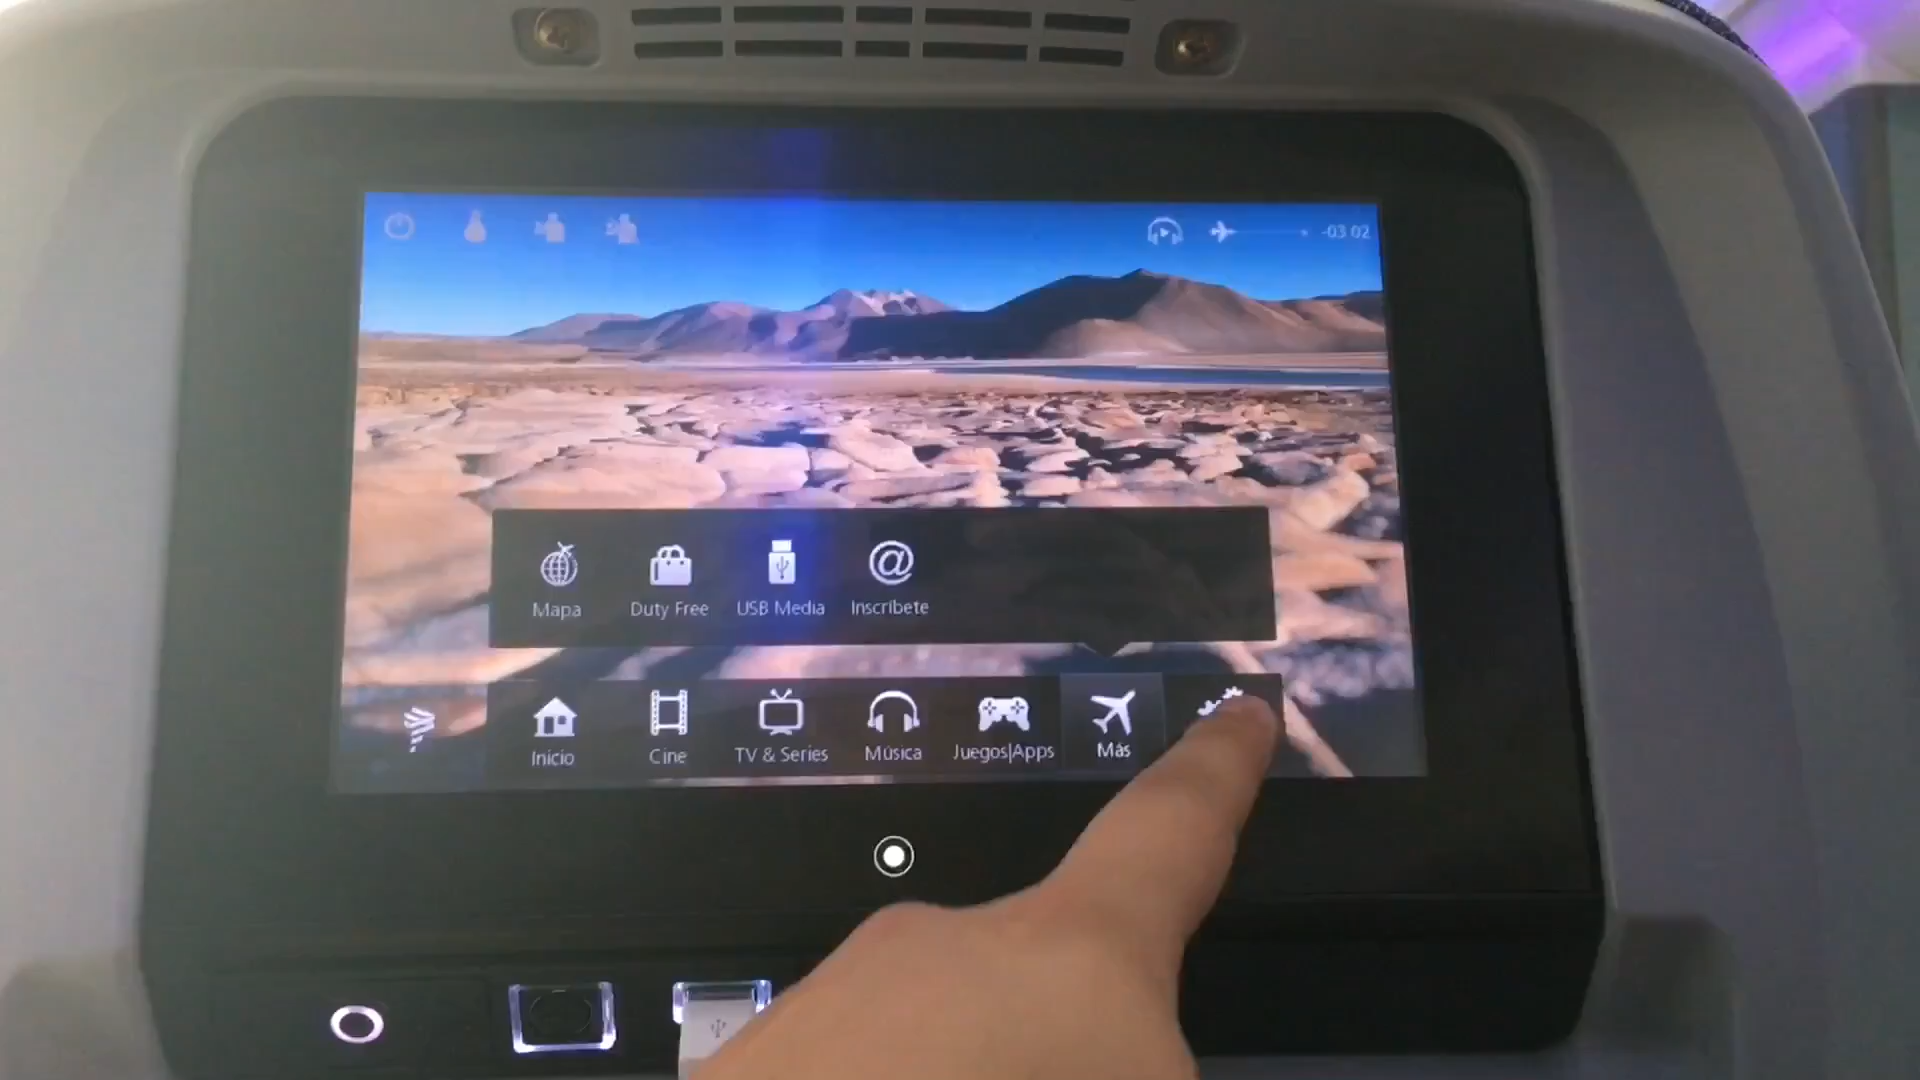 -03 02
Mapa
Duty Free
USB Media
Inscríbete
Inicio
Cine
TV & Series
Música
Juegos|Apps
Más